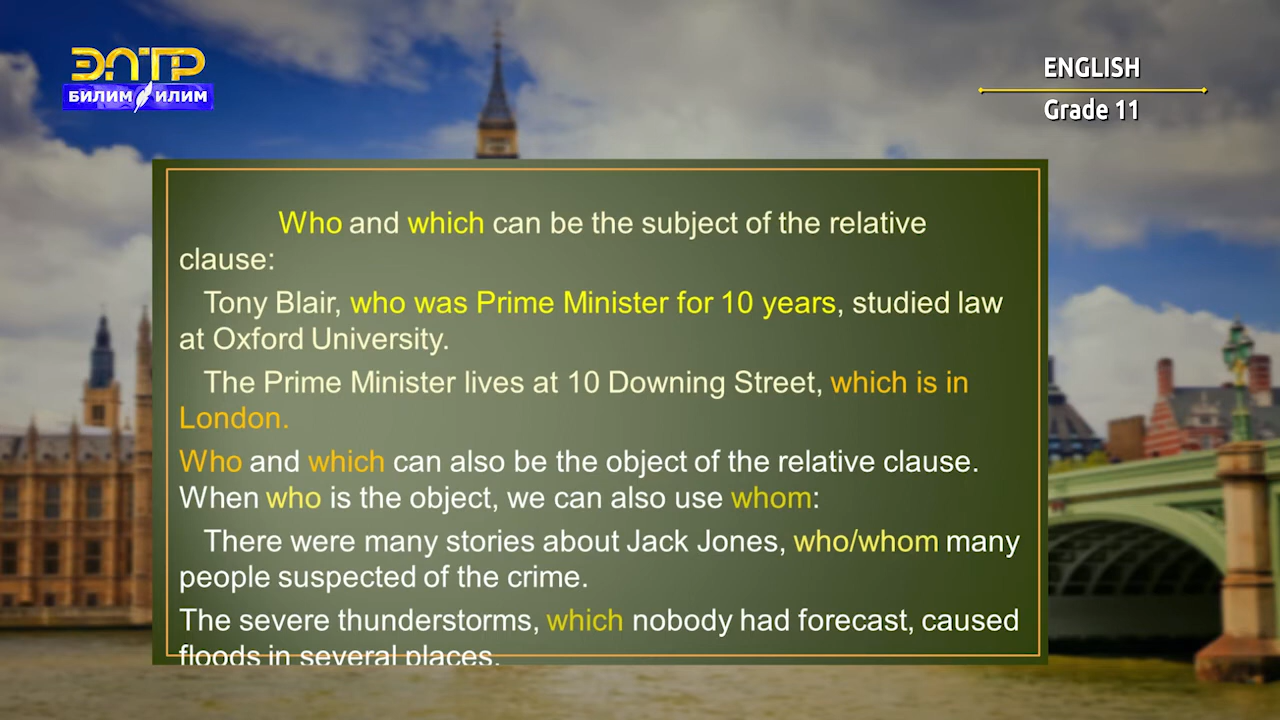 ЭЛТР
БИЛИМ ИЛИМ
ENGLISH
Grade 11
Who and which can be the subject of the relative
clause:
Tony Blair, who was Prime Minister for 10 years, studied law
at Oxford University.
The Prime Minister lives at 10 Downing Street, which is in
London.
Who and which can also be the object of the relative clause.
When who is the object, we can also use whom:
There were many stories about Jack Jones, who/whom many
people suspected of the crime.
The severe thunderstorms, which nobody had forecast, caused
floods in several places.